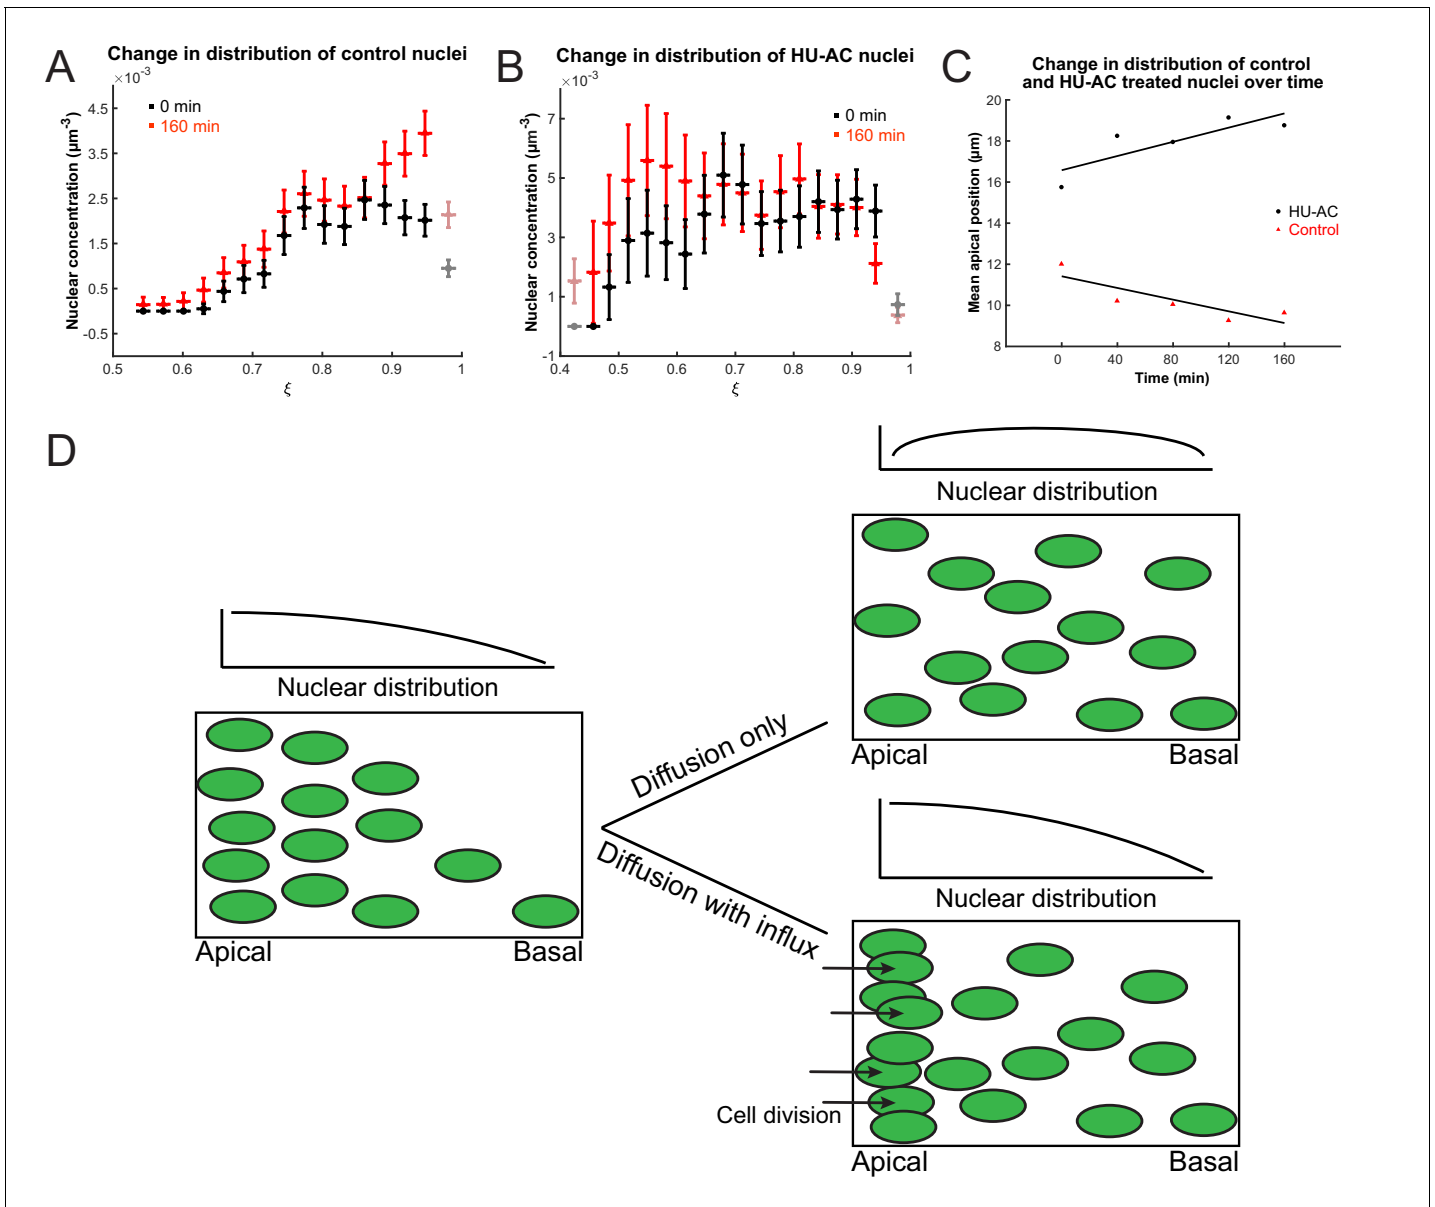 A
Change in distribution of control nuclei
×10⁻³
0 min
160 min
4.5
3.5
2.5
1.5
0.5
-0.5
Nuclear concentration (µm⁻³)
0.5 0.6 0.7 0.8 0.9 1
ξ
B
Change in distribution of HU-AC nuclei
×10⁻³
0 min
160 min
7
5
3
1
-1
Nuclear concentration (µm⁻³)
0.4 0.5 0.6 0.7 0.8 0.9 1
ξ
C
Change in distribution of control
and HU-AC treated nuclei over time
20
18
16
14
12
10
8
Mean apical position (µm)
HU-AC
Control
0 40 80 120 160
Time (min)
D
Nuclear distribution
Apical Basal
Diffusion only
Nuclear distribution
Apical Basal
Diffusion with influx
Nuclear distribution
Cell division
Apical Basal